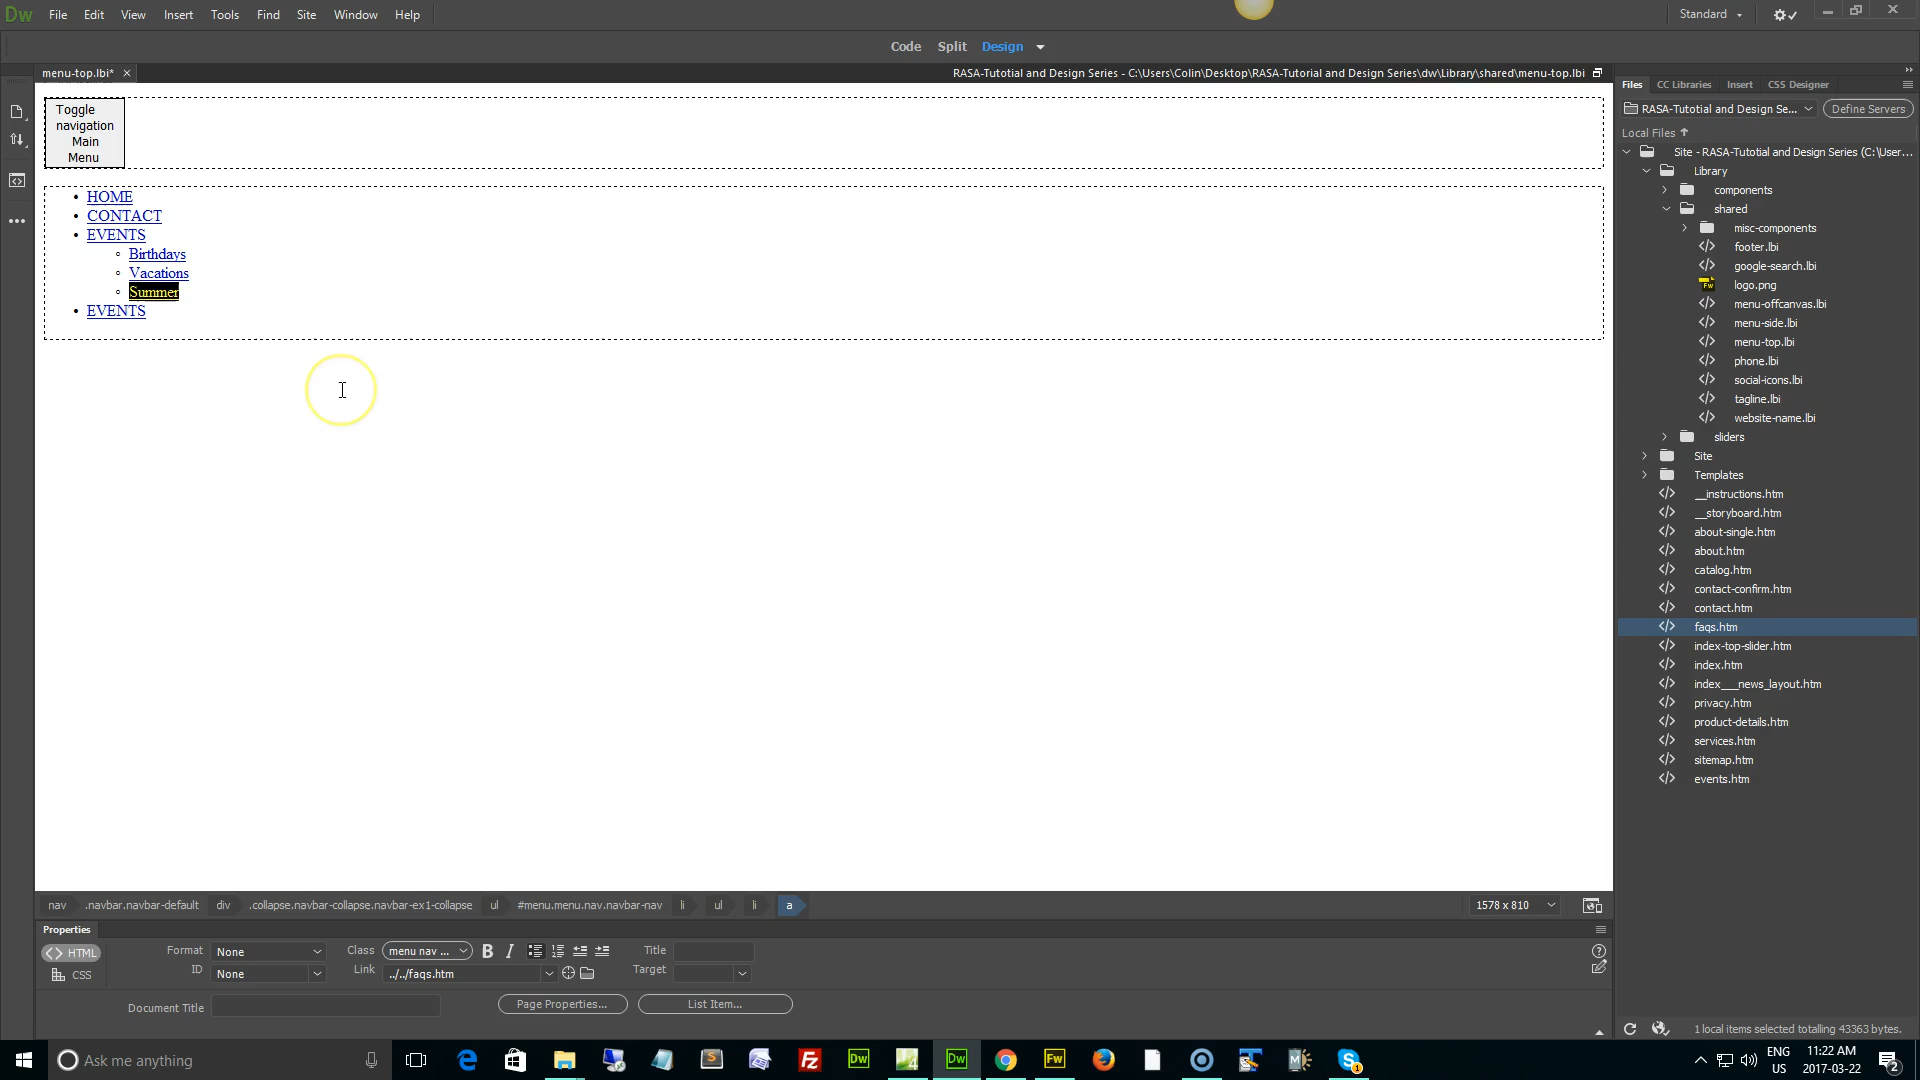 Dw File Edit View Insert Tools Find Site Window Help Standard
Code Split Design
menu-top.lbi*
RASA-Tutotial and Design Series - C:\Users\Colin\Desktop\RASA-Tutorial and Design Series\dw\Library\shared\menu-top.lbi
Toggle
navigation
Main
Menu
HOME
CONTACT
EVENTS
Birthdays
Vacations
Summer
EVENTS
Files CC Libraries Insert CSS Designer
RASA-Tutotial and Design Se... Define Servers
Local Files
Site - RASA-Tutotial and Design Series (C:\User...
Library
components
shared
misc-components
footer.lbi
google-search.lbi
Fw logo.png
menu-offcanvas.lbi
menu-side.lbi
menu-top.lbi
phone.lbi
social-icons.lbi
tagline.lbi
website-name.lbi
sliders
Site
Templates
__instructions.htm
__storyboard.htm
about-single.htm
about.htm
catalog.htm
contact-confirm.htm
contact.htm
faqs.htm
index-top-slider.htm
index.htm
index___news_layout.htm
privacy.htm
product-details.htm
services.htm
sitemap.htm
events.htm
1 local items selected totalling 43363 bytes.
nav .navbar.navbar-default div .collapse.navbar-collapse.navbar-ex1-collapse ul #menu.menu.nav.navbar-nav li ul li a 1578 x 810
Properties
HTML Format None Class menu nav ... B I Title
CSS ID None Link ../../faqs.htm Target
Document Title Page Properties... List Item...
Ask me anything
Dw Dw Fw
ENG
US
11:22 AM
2017-03-22
2